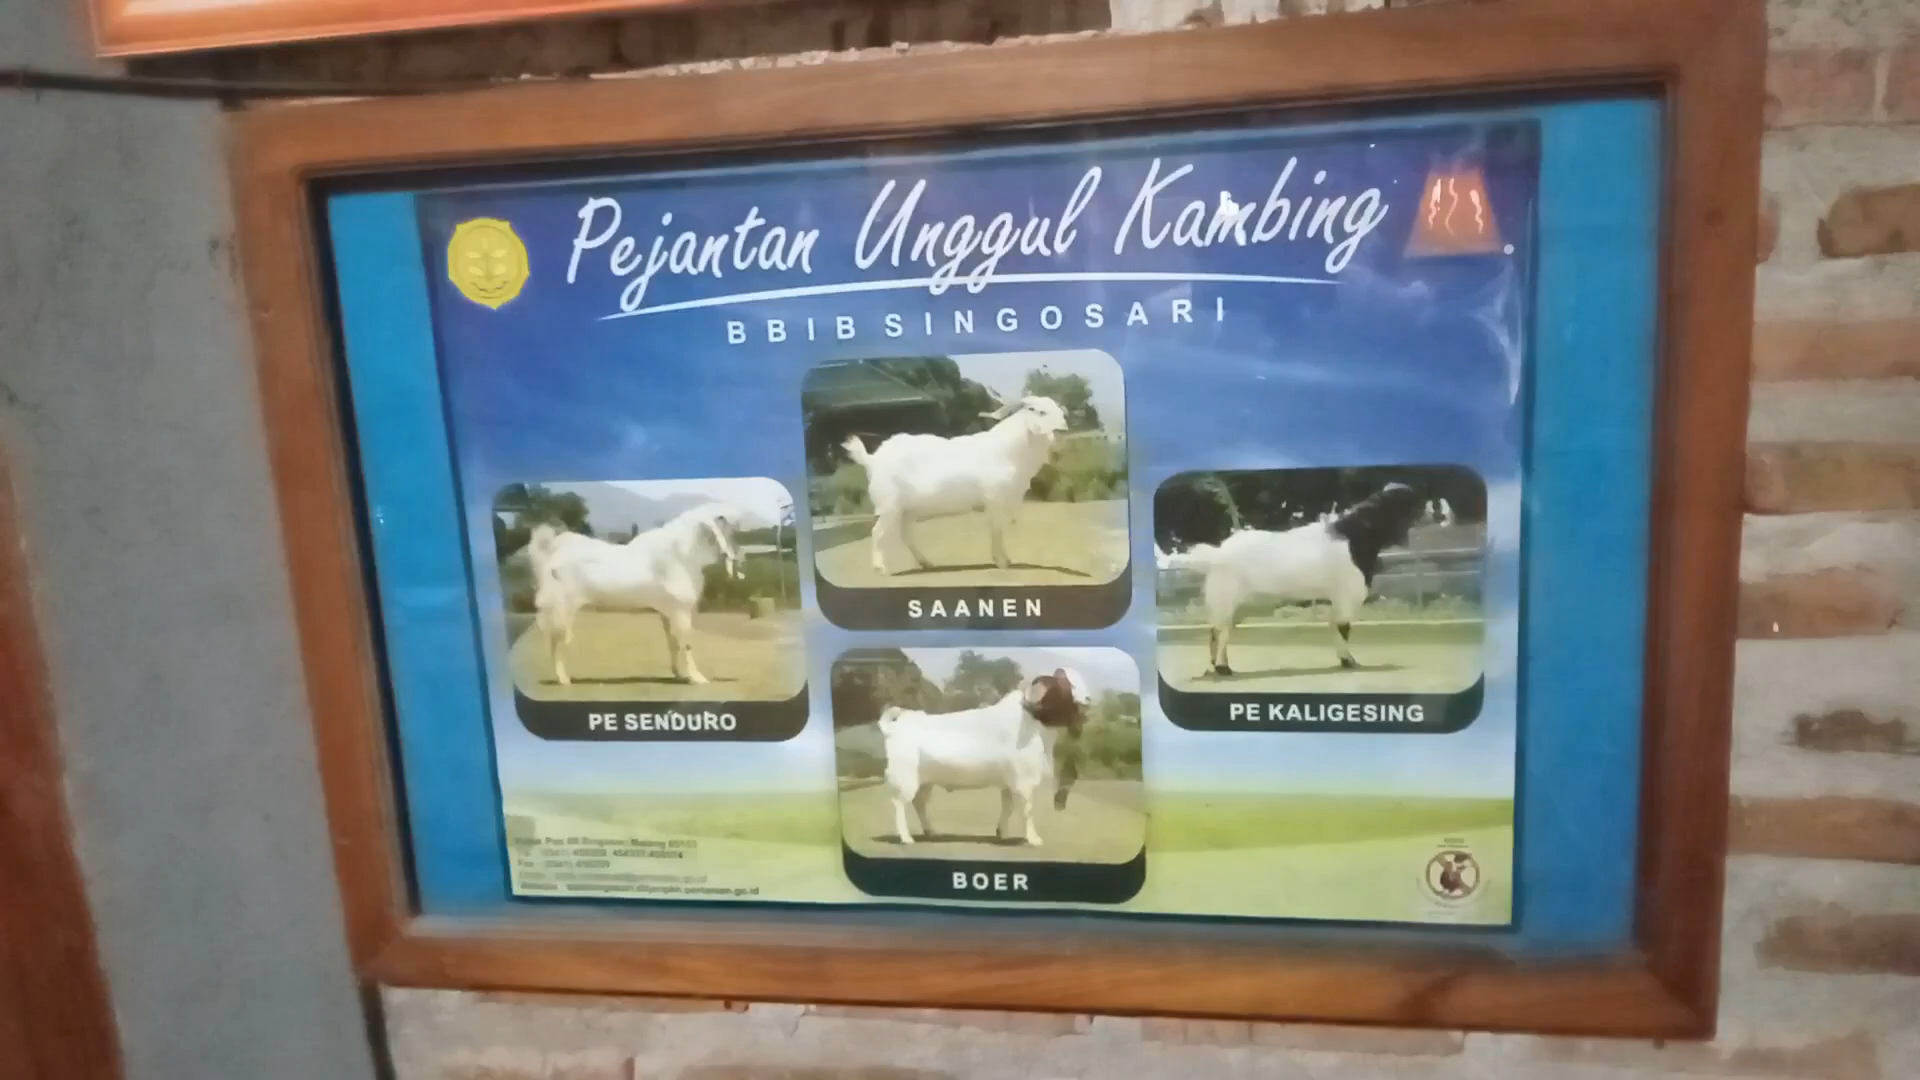 Pejantan Unggul Kambing
BBIB SINGOSARI
SAANEN
PE SENDURO
PE KALIGESING
BOER